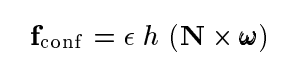 𝐟_conf = ϵ h (𝐍 × 𝝎)